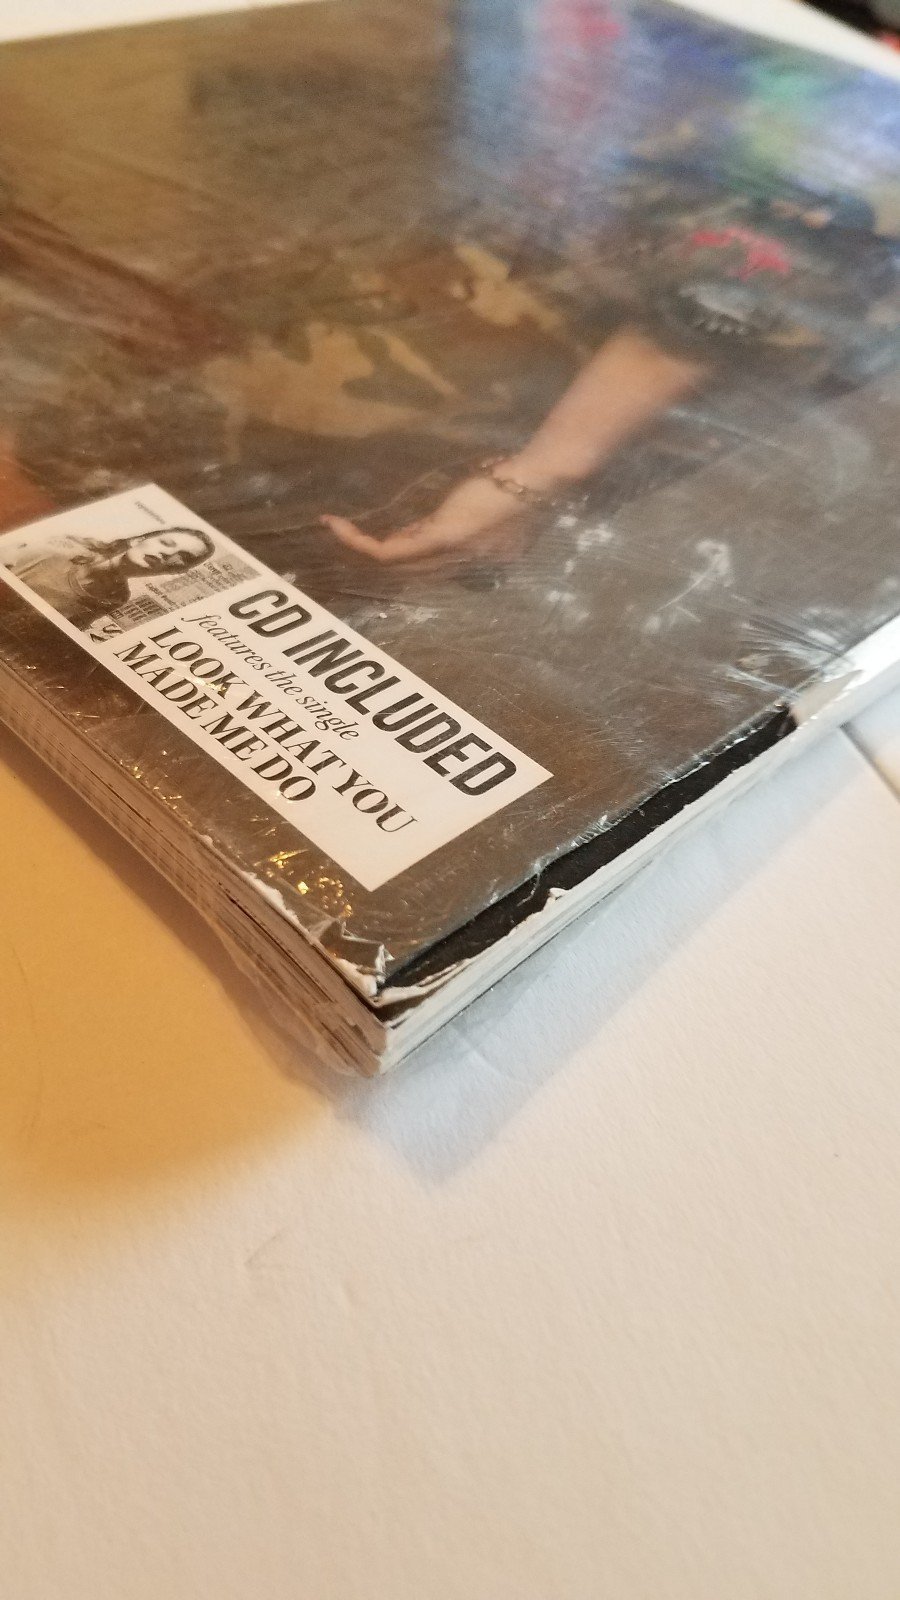 CD INCLUDED
features the single
LOOK WHAT YOU
MADE ME DO